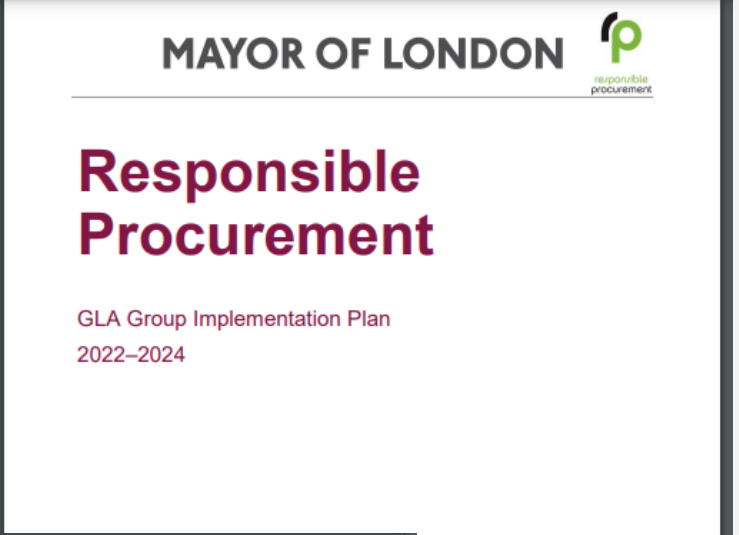 MAYOR OF LONDON
responsible
procurement
Responsible
Procurement
GLA Group Implementation Plan
2022–2024